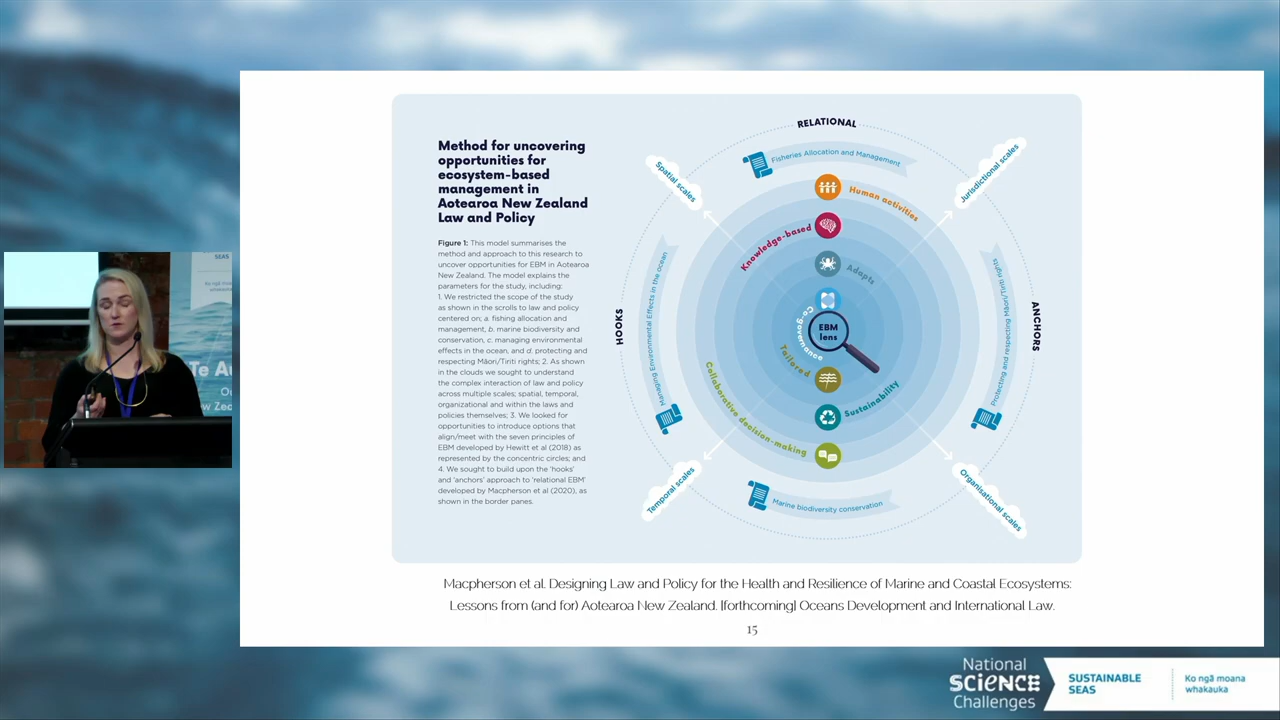 Method for uncovering
opportunities for
ecosystem-based
management in
Aotearoa New Zealand
Law and Policy
Figure 1: This model summarises the
method and approach to this research to
uncover opportunities for EBM in Aotearoa
New Zealand. The model explains the
parameters for the study, including:
1. We restricted the scope of the study
as shown in the scrolls to law and policy
centered on; a. fishing allocation and
management, b. marine biodiversity and
conservation, c. managing environmental
effects in the ocean, and d. protecting and
respecting Māori/Tiriti rights; 2. As shown
in the clouds we sought to understand
the complex interaction of law and policy
across multiple scales; spatial, temporal,
organizational and within the laws and
policies themselves; 3. We looked for
opportunities to introduce options that
align/meet with the seven principles of
EBM developed by Hewitt et al (2018) as
represented by the concentric circles; and
4. We sought to build upon the 'hooks'
and 'anchors' approach to 'relational EBM'
developed by Macpherson et al (2020), as
shown in the border panes.
RELATIONAL
Fisheries Allocation and Management
Spatial scales
Jurisdictional scales
Human activities
Knowledge-based
Adapts
Co-governance
EBM
lens
Tailored
Sustainability
Collaborative decision-making
HOOKS
Managing Environmental Effects in the ocean
Protecting and respecting Māori/Tiriti rights
ANCHORS
Temporal scales
Organisational scales
Marine biodiversity conservation
Macpherson et al. Designing Law and Policy for the Health and Resilience of Marine and Coastal Ecosystems:
Lessons from (and for) Aotearoa New Zealand. [forthcoming] Oceans Development and International Law.
15
SEAS
Te Au
National
SCIENCE
Challenges
SUSTAINABLE
SEAS
Ko ngā moana
whakauka